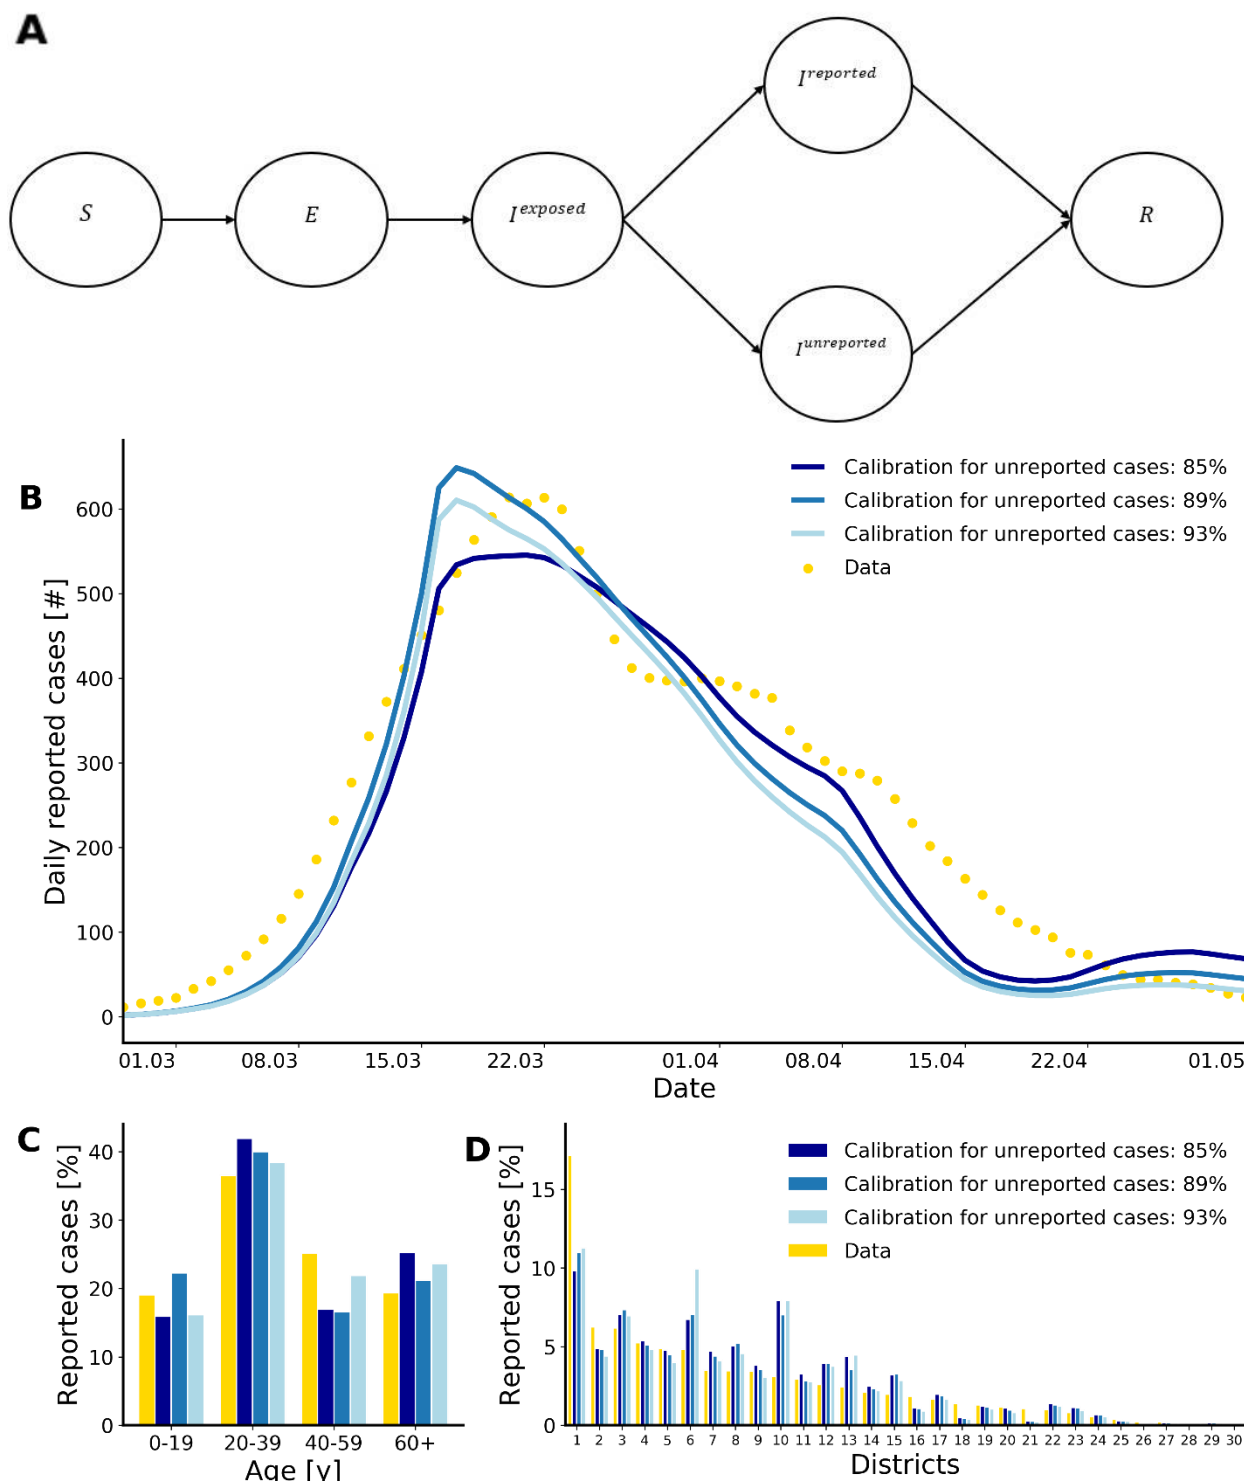 A
S
E
I^exposed
I^reported
I^unreported
R
B
Calibration for unreported cases: 85%
Calibration for unreported cases: 89%
Calibration for unreported cases: 93%
Data
Daily reported cases [#]
600
500
400
300
200
100
0
01.03 08.03 15.03 22.03 01.04 08.04 15.04 22.04 01.05
Date
C
Reported cases [%]
40
30
20
10
0
0-19 20-39 40-59 60+
Age [y]
D
Calibration for unreported cases: 85%
Calibration for unreported cases: 89%
Calibration for unreported cases: 93%
Data
Reported cases [%]
15
10
5
0
1 2 3 4 5 6 7 8 9 10 11 12 13 14 15 16 17 18 19 20 21 22 23 24 25 26 27 28 29 30
Districts